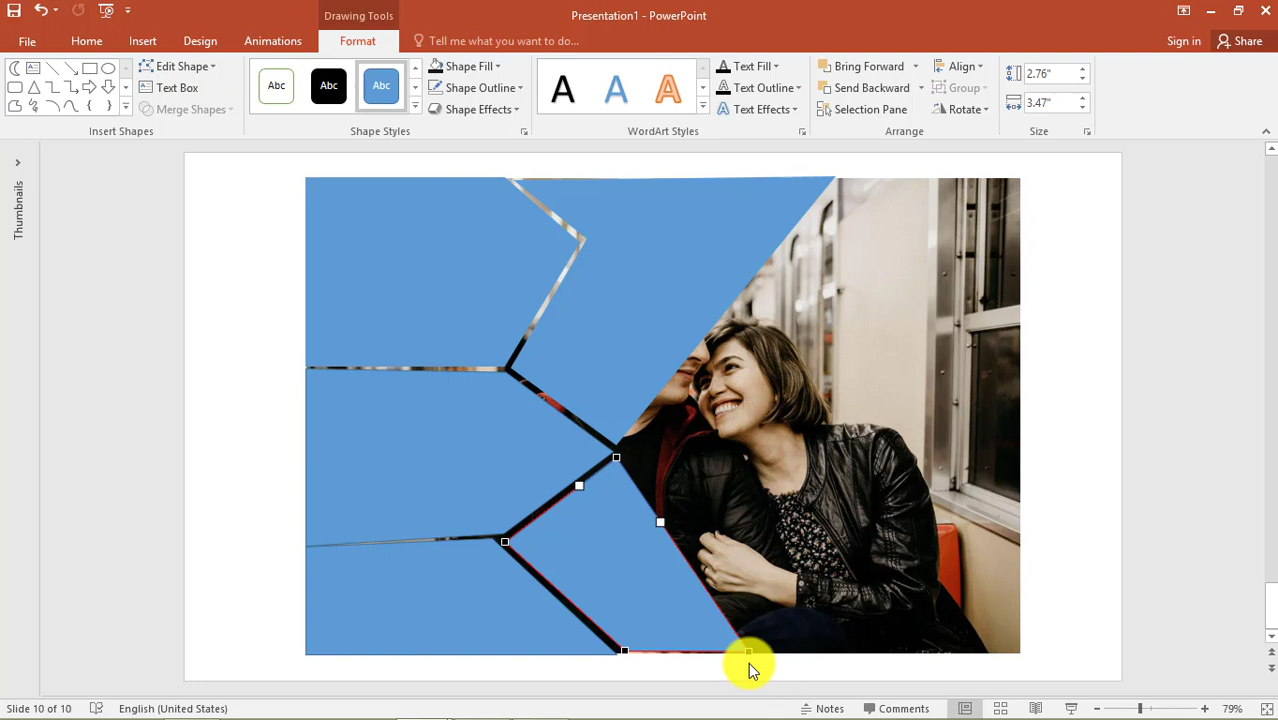 Drawing Tools
Presentation1 - PowerPoint
File Home Insert Design Transitions Animations Format Tell me what you want to do... Sign in Share
Edit Shape
Text Box
Merge Shapes
Insert Shapes
Abc Abc Abc
Shape Fill
Shape Outline
Shape Effects
Shape Styles
A A A
Text Fill
Text Outline
Text Effects
WordArt Styles
Bring Forward
Send Backward
Selection Pane
Align
Group
Rotate
Arrange
2.76"
3.47"
Size
Thumbnails
Slide 10 of 10 English (United States) Notes Comments 79%